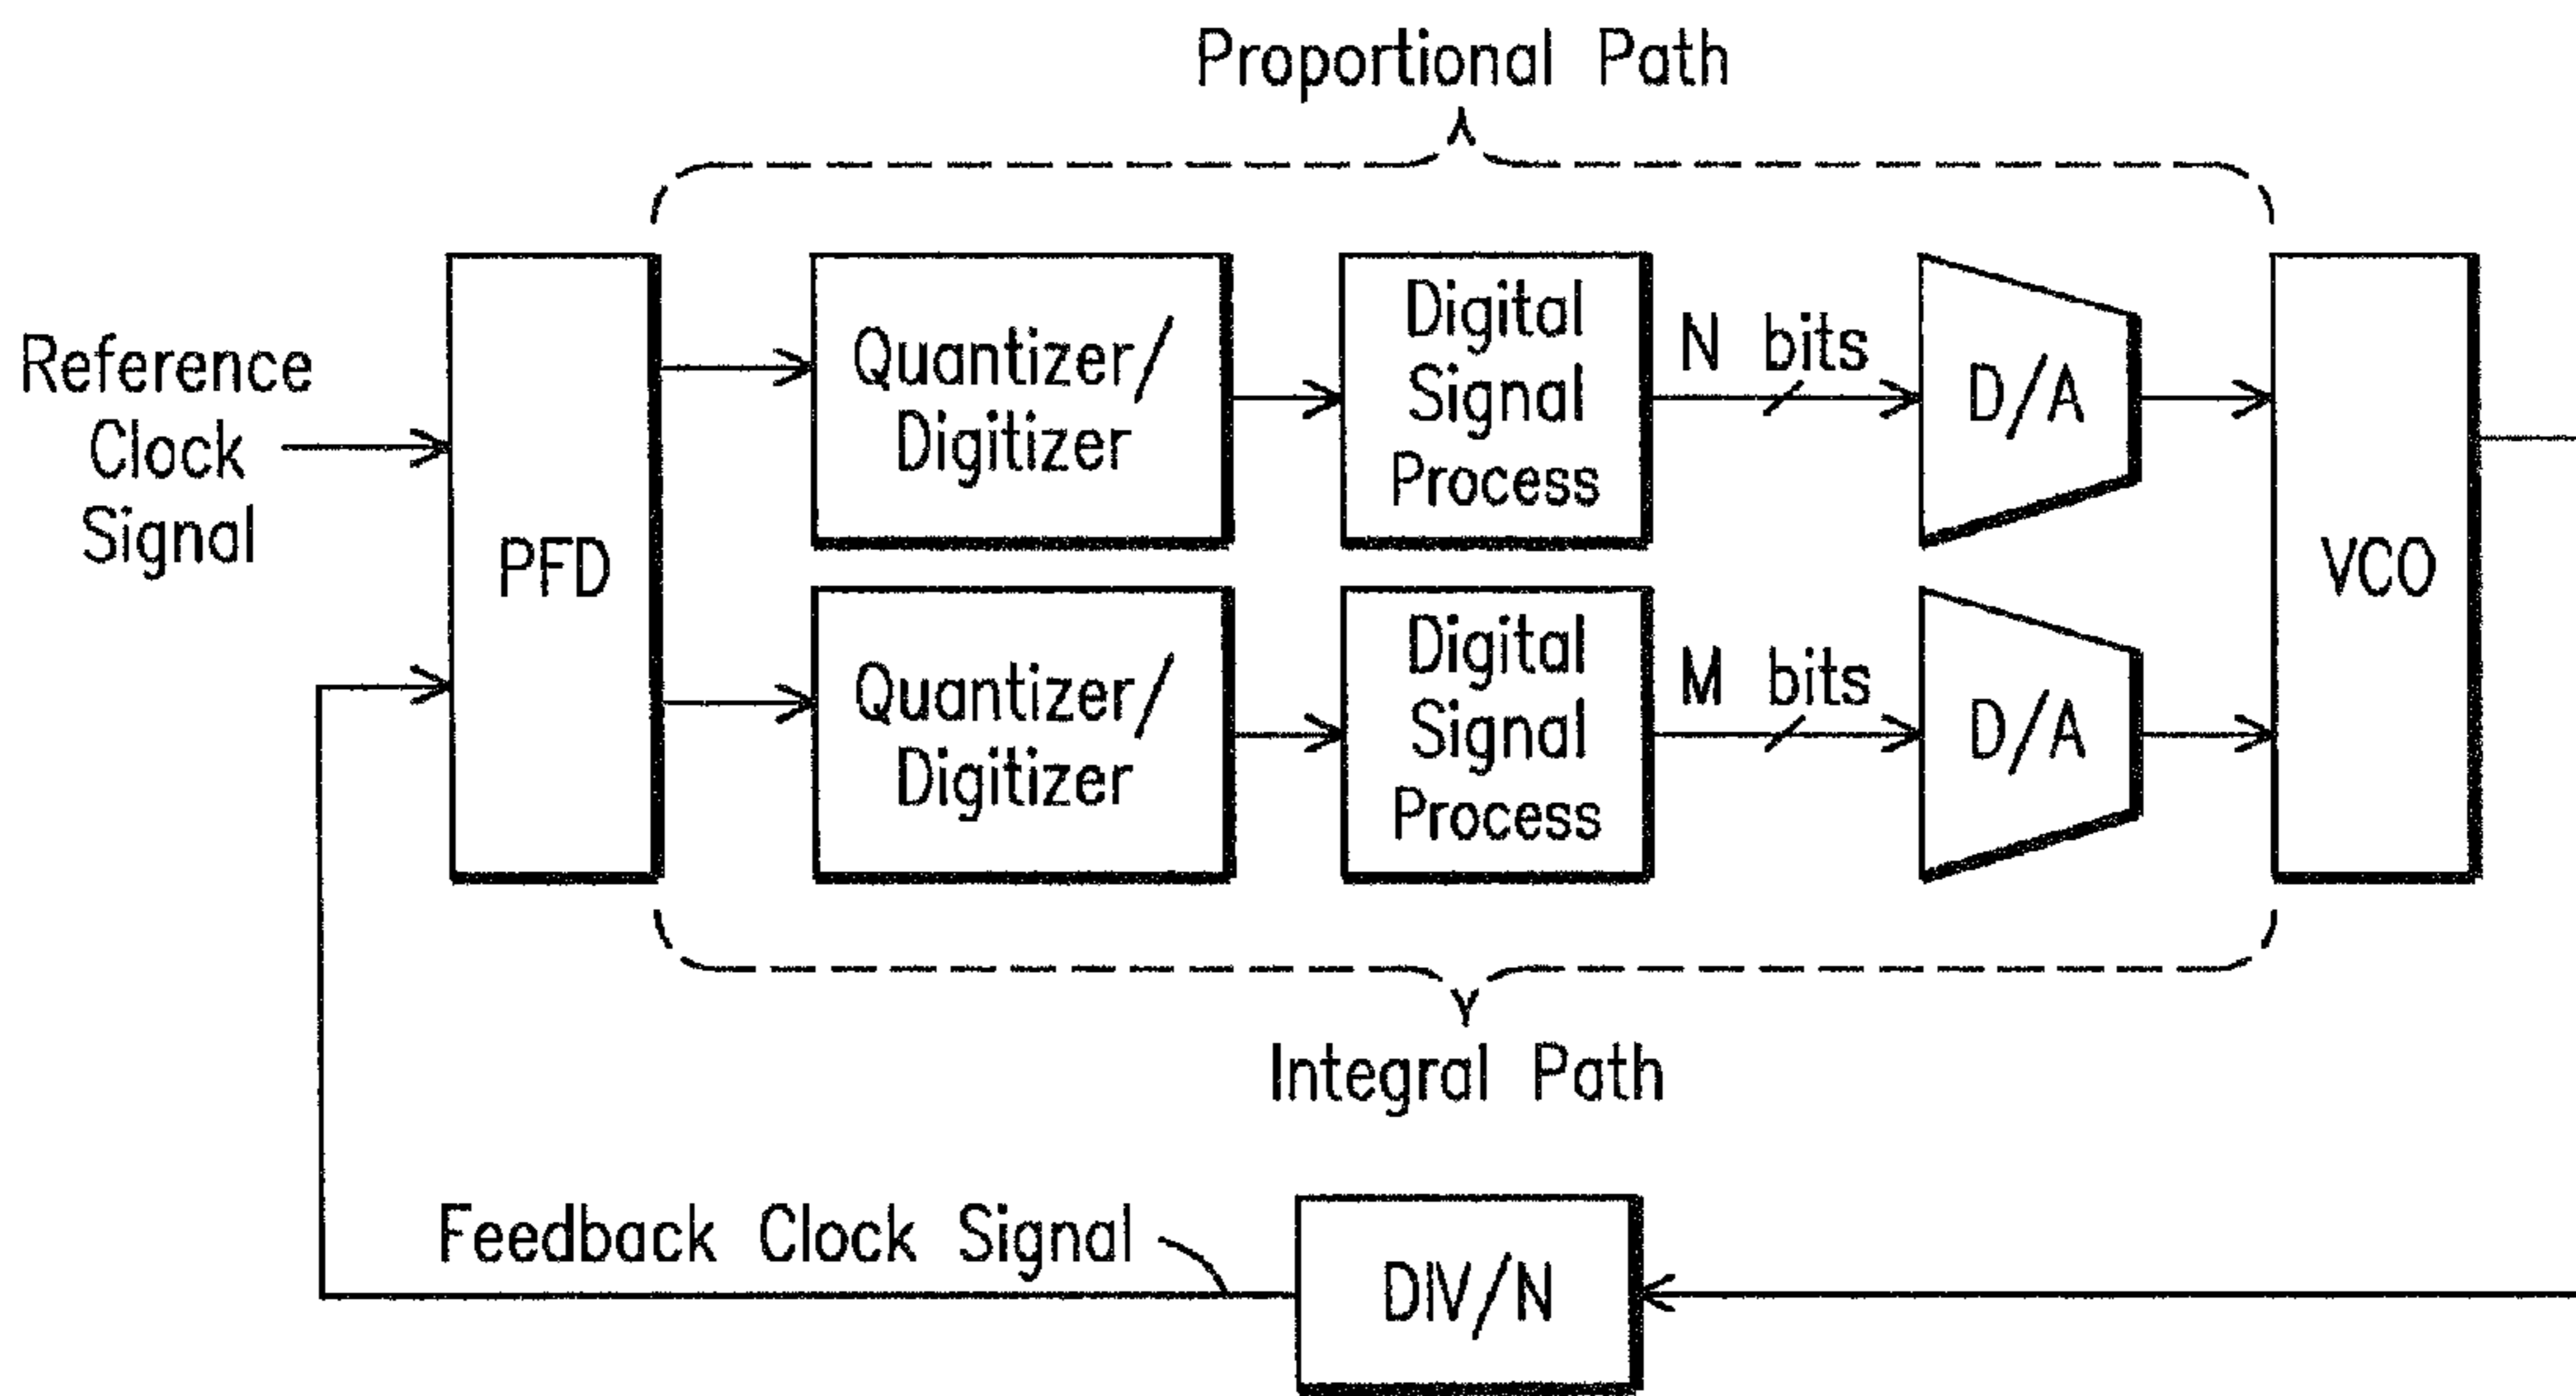 Proportional Path
Reference
Clock
Signal
PFD
Quantizer/
Digitizer
Digital
Signal
Process
N bits
D/A
VCO
Quantizer/
Digitizer
Digital
Signal
Process
M bits
D/A
Integral Path
Feedback Clock Signal
DIV/N